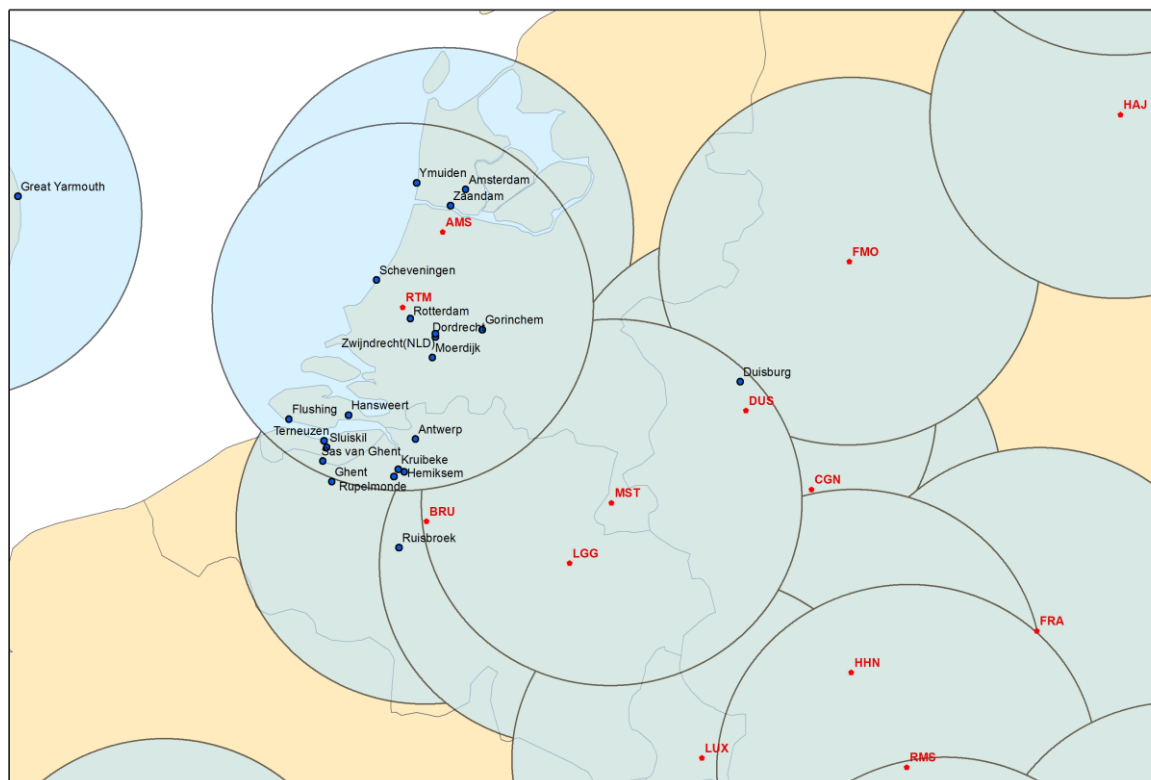 HAJ
Great Yarmouth
Ymuiden
Amsterdam
Zaandam
AMS
FMO
Scheveningen
RTM
Rotterdam
Dordrecht
Gorinchem
Zwijndrecht(NLD)
Moerdijk
Duisburg
DUS
Flushing
Hansweert
Terneuzen
Sluiskil
Antwerp
Sas van Ghent
Kruibeke
Ghent
Hemiksem
Rupelmonde
CGN
MST
BRU
Ruisbroek
LGG
FRA
HHN
LUX
RMS